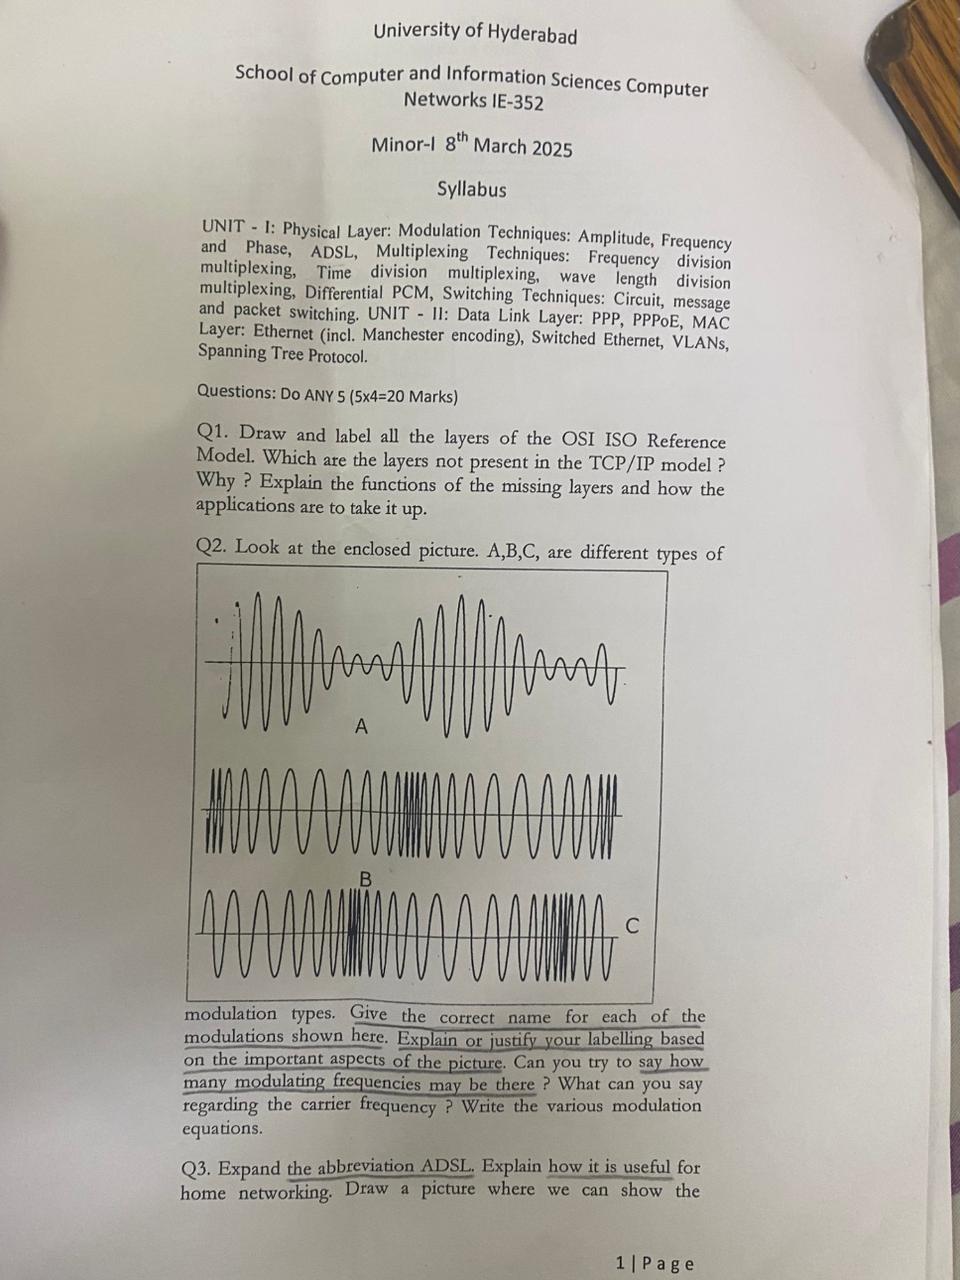 University of Hyderabad
School of Computer and Information Sciences Computer
Networks IE-352
Minor-I 8th March 2025
Syllabus
UNIT - I: Physical Layer: Modulation Techniques: Amplitude, Frequency
and Phase, ADSL, Multiplexing Techniques: Frequency division
multiplexing, Time division multiplexing, wave length division
multiplexing, Differential PCM, Switching Techniques: Circuit, message
and packet switching. UNIT - II: Data Link Layer: PPP, PPPoE, MAC
Layer: Ethernet (incl. Manchester encoding), Switched Ethernet, VLANs,
Spanning Tree Protocol.
Questions: Do ANY 5 (5x4=20 Marks)
Q1. Draw and label all the layers of the OSI ISO Reference
Model. Which are the layers not present in the TCP/IP model ?
Why ? Explain the functions of the missing layers and how the
applications are to take it up.
Q2. Look at the enclosed picture. A,B,C, are different types of
A
B
C
modulation types. Give the correct name for each of the
modulations shown here. Explain or justify your labelling based
on the important aspects of the picture. Can you try to say how
many modulating frequencies may be there ? What can you say
regarding the carrier frequency ? Write the various modulation
equations.
Q3. Expand the abbreviation ADSL. Explain how it is useful for
home networking. Draw a picture where we can show the
1 | Page